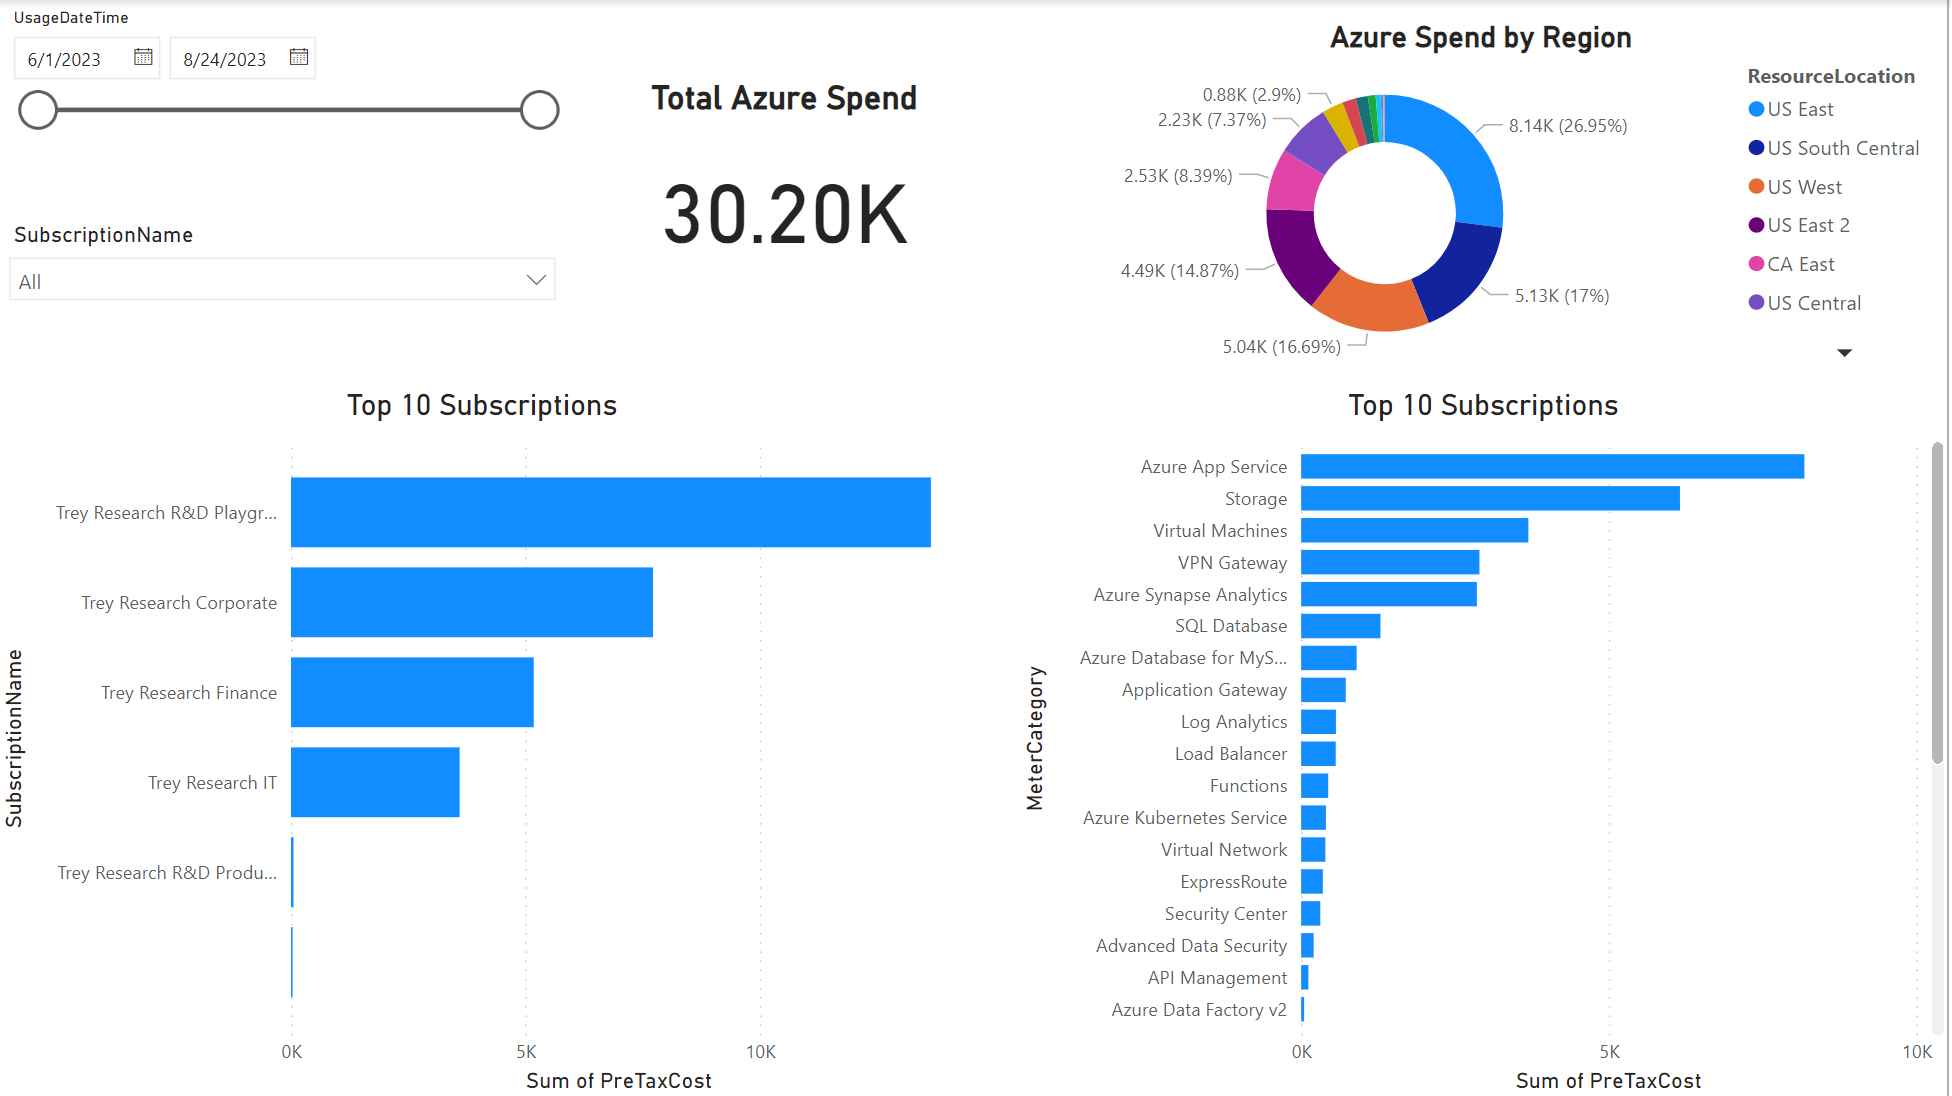 UsageDateTime
6/1/2023
8/24/2023
SubscriptionName
All
Total Azure Spend
30.20K
Azure Spend by Region
0.88K (2.9%)
2.23K (7.37%)
2.53K (8.39%)
4.49K (14.87%)
5.04K (16.69%)
8.14K (26.95%)
5.13K (17%)
ResourceLocation
US East
US South Central
US West
US East 2
CA East
US Central
Top 10 Subscriptions
SubscriptionName
Trey Research R&D Playgr...
Trey Research Corporate
Trey Research Finance
Trey Research IT
Trey Research R&D Produ...
0K
5K
10K
Sum of PreTaxCost
Top 10 Subscriptions
MeterCategory
Azure App Service
Storage
Virtual Machines
VPN Gateway
Azure Synapse Analytics
SQL Database
Azure Database for MyS...
Application Gateway
Log Analytics
Load Balancer
Functions
Azure Kubernetes Service
Virtual Network
ExpressRoute
Security Center
Advanced Data Security
API Management
Azure Data Factory v2
0K
5K
10K
Sum of PreTaxCost